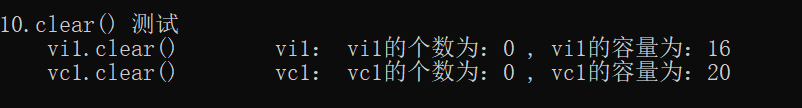 10.clear() 测试
vi1.clear() vi1： vi1的个数为：0 , vi1的容量为：16
vc1.clear() vc1： vc1的个数为：0 , vc1的容量为：20